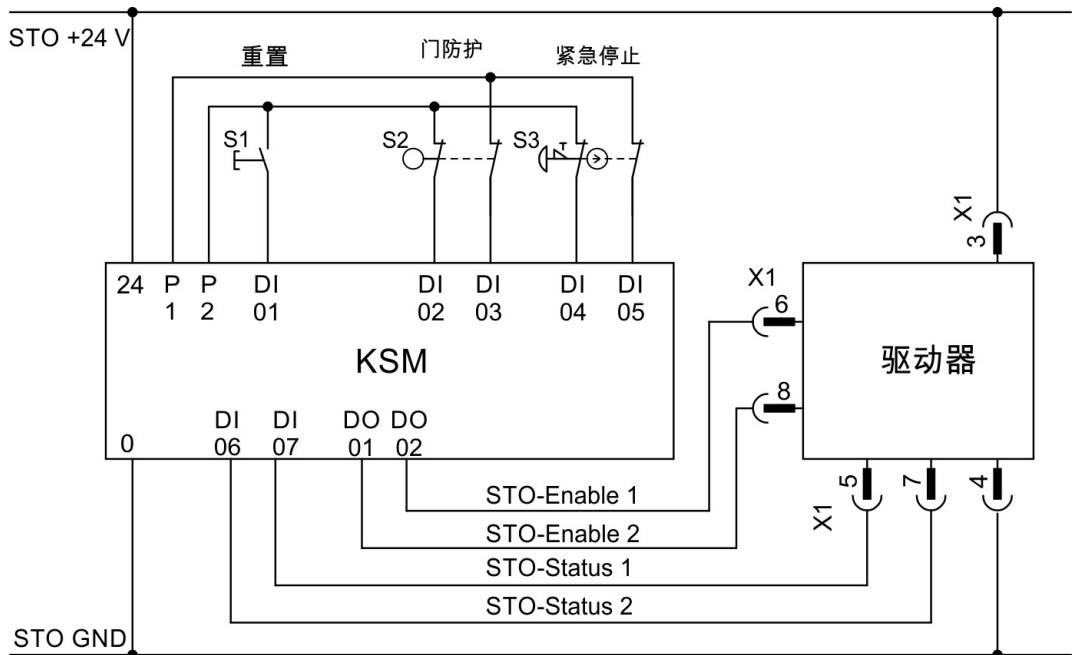 STO +24 V
重置
门防护
紧急停止
S1
S2
S3
X1
3
24 P P DI DI DI DI DI
1 2 01 02 03 04 05
X1
6
KSM
驱动器
8
0
DI DI DO DO
06 07 01 02
5 7 4
X1
STO-Enable 1
STO-Enable 2
STO-Status 1
STO-Status 2
STO GND